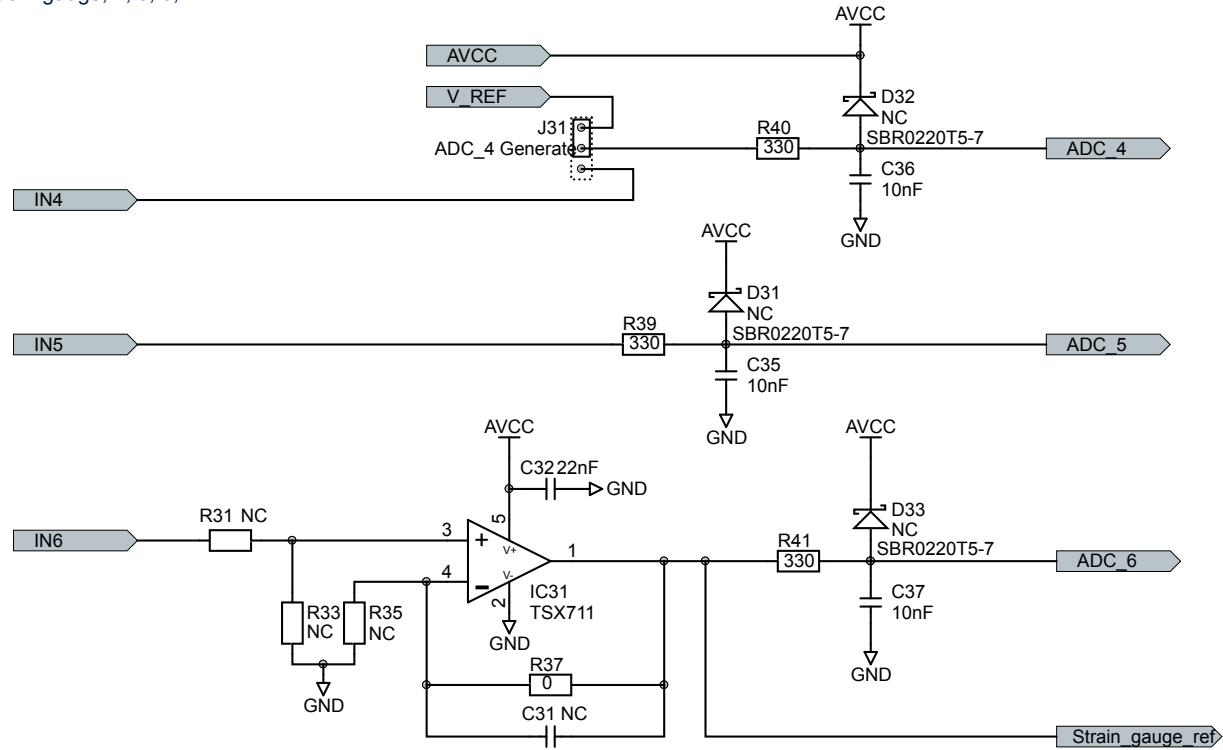 AVCC
AVCC
V_REF
D32
NC
J31
R40
SBR0220T5-7
ADC_4 Generate
330
ADC_4
C36
10nF
IN4
GND
AVCC
D31
NC
R39
SBR0220T5-7
IN5
330
ADC_5
C35
10nF
GND
AVCC
AVCC
C32 22nF
GND
R31 NC
5
D33
NC
3
V+
R41
SBR0220T5-7
IN6
+
1
330
ADC_6
4
V-
IC31
TSX711
C37
10nF
2
R33
NC
R35
NC
GND
R37
0
GND
GND
C31 NC
Strain_gauge_ref